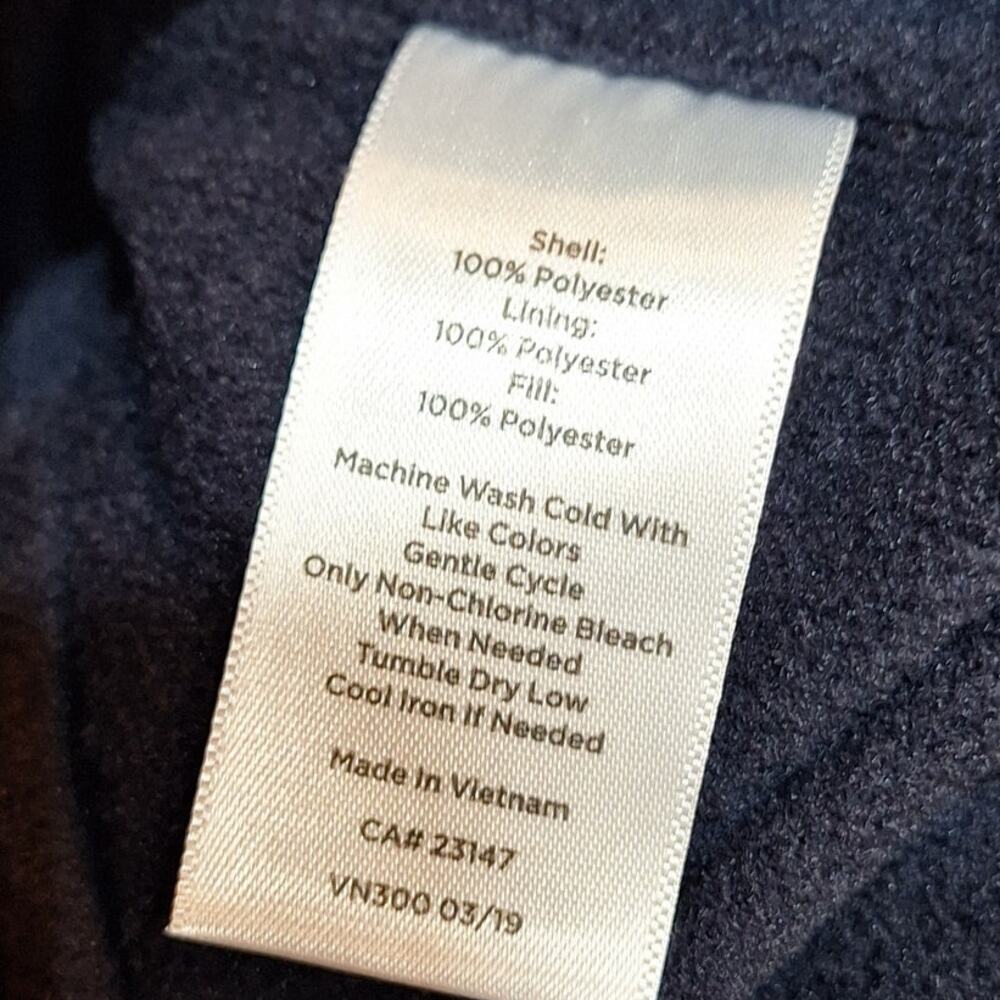 Shell:
100% Polyester
Lining:
100% Polyester
Fill:
100% Polyester
Machine Wash Cold With
Like Colors
Gentle Cycle
Only Non-Chlorine Bleach
When Needed
Tumble Dry Low
Cool Iron If Needed
Made In Vietnam
CA# 23147
VN300 03/19